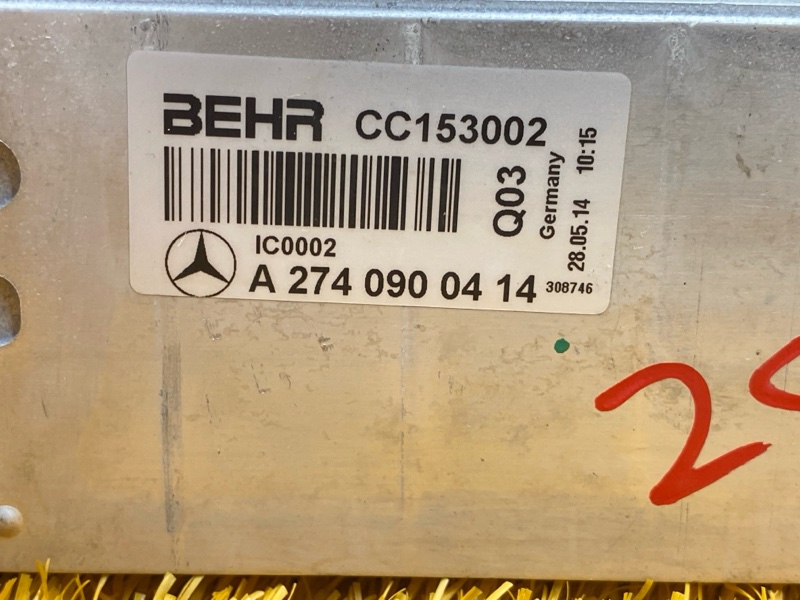 BEHR CC153002
Q03
Germany
28.05.14 10:15
IC0002
A 274 090 04 14 308746
2